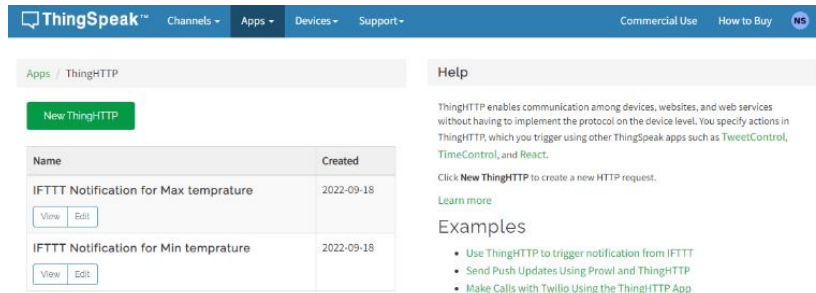 ThingSpeak™ Channels Apps Devices Support Commercial Use How to Buy NS
Apps / ThingHTTP
New ThingHTTP
Name Created
IFTTT Notification for Max temprature 2022-09-18
View Edit
IFTTT Notification for Min temprature 2022-09-18
View Edit
Help
ThingHTTP enables communication among devices, websites, and web services
without having to implement the protocol on the device level. You specify actions in
ThingHTTP, which you trigger using other ThingSpeak apps such as TweetControl,
TimeControl, and React.
Click New ThingHTTP to create a new HTTP request.
Learn more
Examples
• Use ThingHTTP to trigger notification from IFTTT
• Send Push Updates Using Prowl and ThingHTTP
• Make Calls with Twilio Using the ThingHTTP App